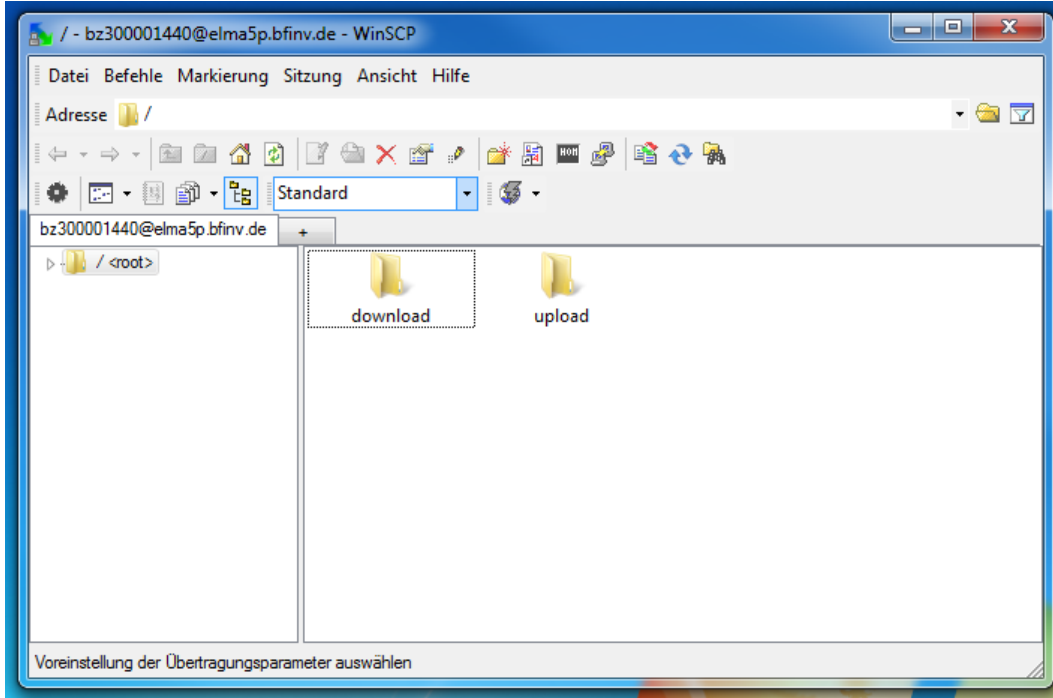 / - bz300001440@elma5p.bfinv.de - WinSCP
Datei Befehle Markierung Sitzung Ansicht Hilfe
Adresse /
Standard
bz300001440@elma5p.bfinv.de +
/ <root>
download upload
Voreinstellung der Übertragungsparameter auswählen